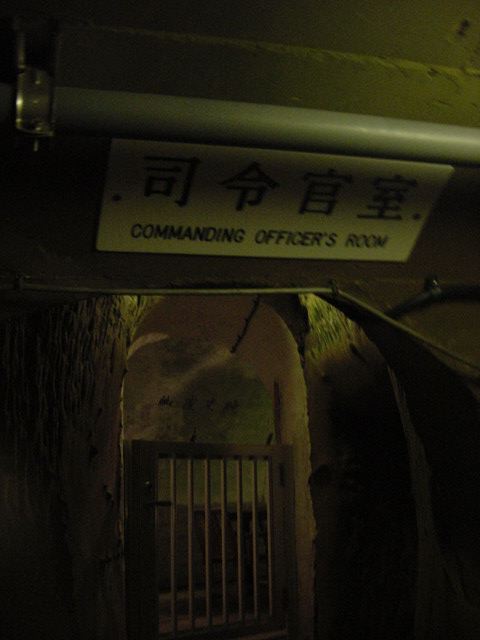 司令官室
COMMANDING OFFICER'S ROOM